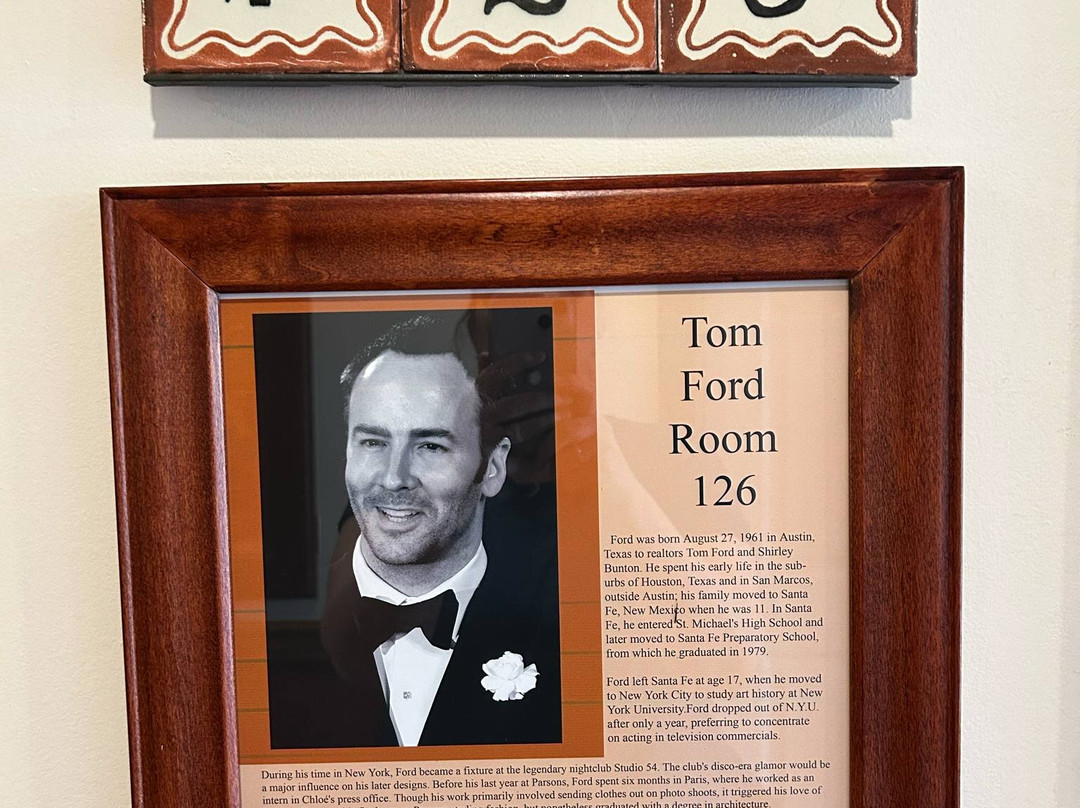 Tom
Ford
Room
126
Ford was born August 27, 1961 in Austin,
Texas to realtors Tom Ford and Shirley
Bunton. He spent his early life in the sub-
urbs of Houston, Texas and in San Marcos,
outside Austin; his family moved to Santa
Fe, New Mexico when he was 11. In Santa
Fe, he entered St. Michael's High School and
later moved to Santa Fe Preparatory School,
from which he graduated in 1979.
Ford left Santa Fe at age 17, when he moved
to New York City to study art history at New
York University.Ford dropped out of N.Y.U.
after only a year, preferring to concentrate
on acting in television commercials.
During his time in New York, Ford became a fixture at the legendary nightclub Studio 54. The club's disco-era glamor would be
a major influence on his later designs. Before his last year at Parsons, Ford spent six months in Paris, where he worked as an
intern in Chloé's press office. Though his work primarily involved sending clothes out on photo shoots, it triggered his love of
but nonetheless graduated with a degree in architecture.